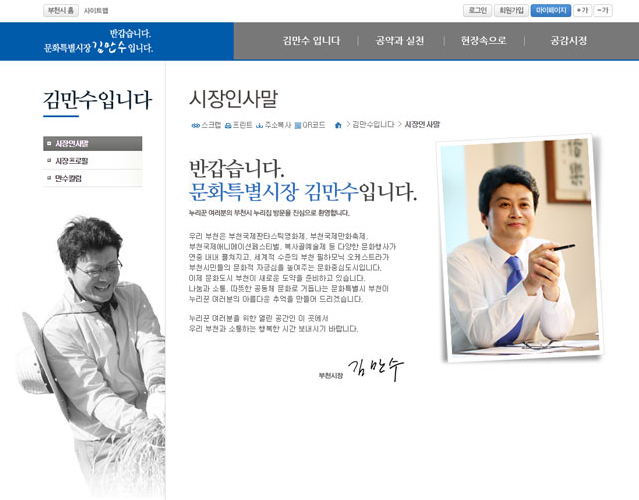 부천시 홈 사이트맵
로그인 회원가입 마이페이지 +가 -가
반갑습니다.
문화특별시장 김만수입니다.
김만수 입니다 공약과 실천 현장속으로 공감시정
김만수입니다
시장인사말
시장프로필
만수칼럼
시장인사말
스크랩 프린트 주소복사 QR코드 > 김만수입니다 > 시장인사말
반갑습니다.
문화특별시장 김만수입니다.
누리꾼 여러분의 부천시 누리집 방문을 진심으로 환영합니다.
우리 부천은 부천국제판타스틱영화제, 부천국제만화축제,
부천국제애니메이션페스티벌, 복사골예술제 등 다양한 문화행사가
연중 내내 펼쳐지고, 세계적 수준의 부천 필하모닉 오케스트라가
부천시민들의 문화적 자긍심을 높여주는 문화중심도시입니다.
이제 문화도시 부천이 새로운 도약을 준비하고 있습니다.
나눔과 소통, 따뜻한 공동체 문화로 거듭나는 문화특별시 부천이
누리꾼 여러분의 아름다운 추억을 만들어 드리겠습니다.
누리꾼 여러분을 위한 열린 공간인 이 곳에서
우리 부천과 소통하는 행복한 시간 보내시기 바랍니다.
부천시장 김만수